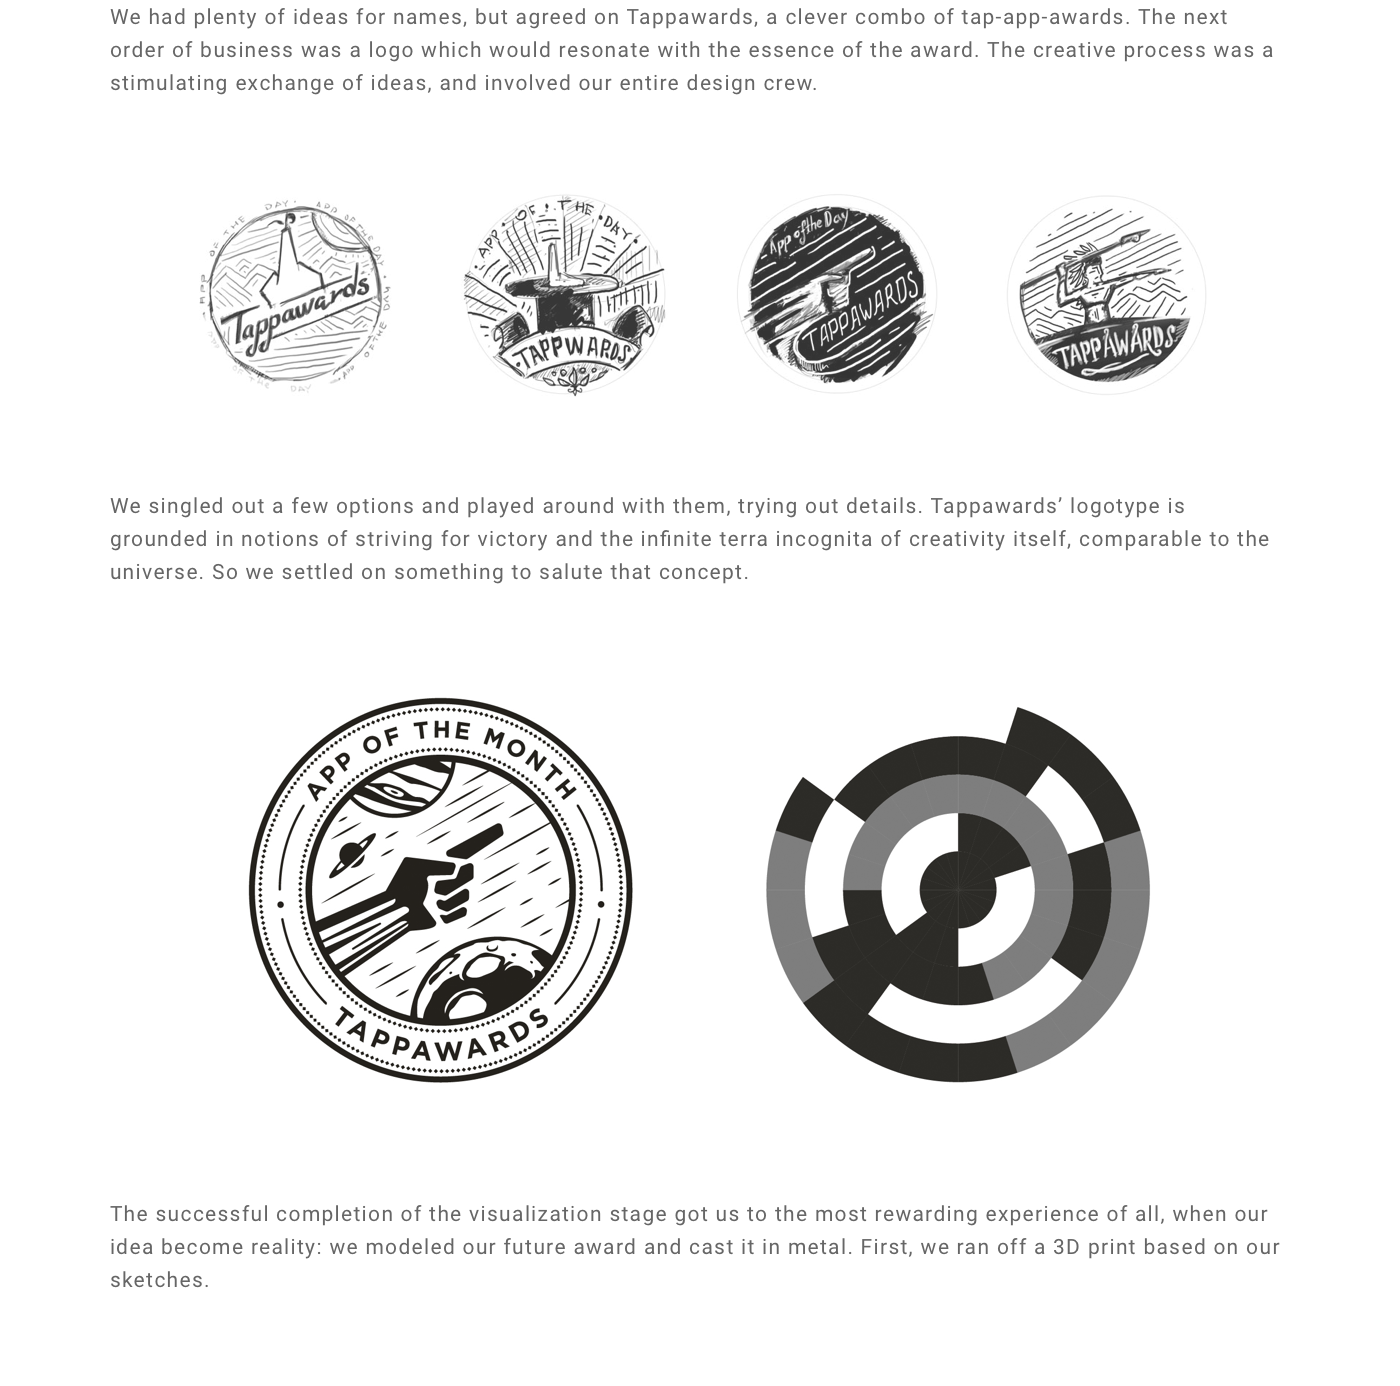 We had plenty of ideas for names, but agreed on Tappawards, a clever combo of tap-app-awards. The next
order of business was a logo which would resonate with the essence of the award. The creative process was a
stimulating exchange of ideas, and involved our entire design crew.
APP OF THE DAY · APP OF THE DAY ·
Tappawards
OF THE DAY
· APP · OF · THE · DAY ·
· TAPPWARDS ·
App of the Day
TAPPAWARDS
TAPPAWARDS
We singled out a few options and played around with them, trying out details. Tappawards’ logotype is
grounded in notions of striving for victory and the infinite terra incognita of creativity itself, comparable to the
universe. So we settled on something to salute that concept.
APP OF THE MONTH
TAPPAWARDS
The successful completion of the visualization stage got us to the most rewarding experience of all, when our
idea become reality: we modeled our future award and cast it in metal. First, we ran off a 3D print based on our
sketches.